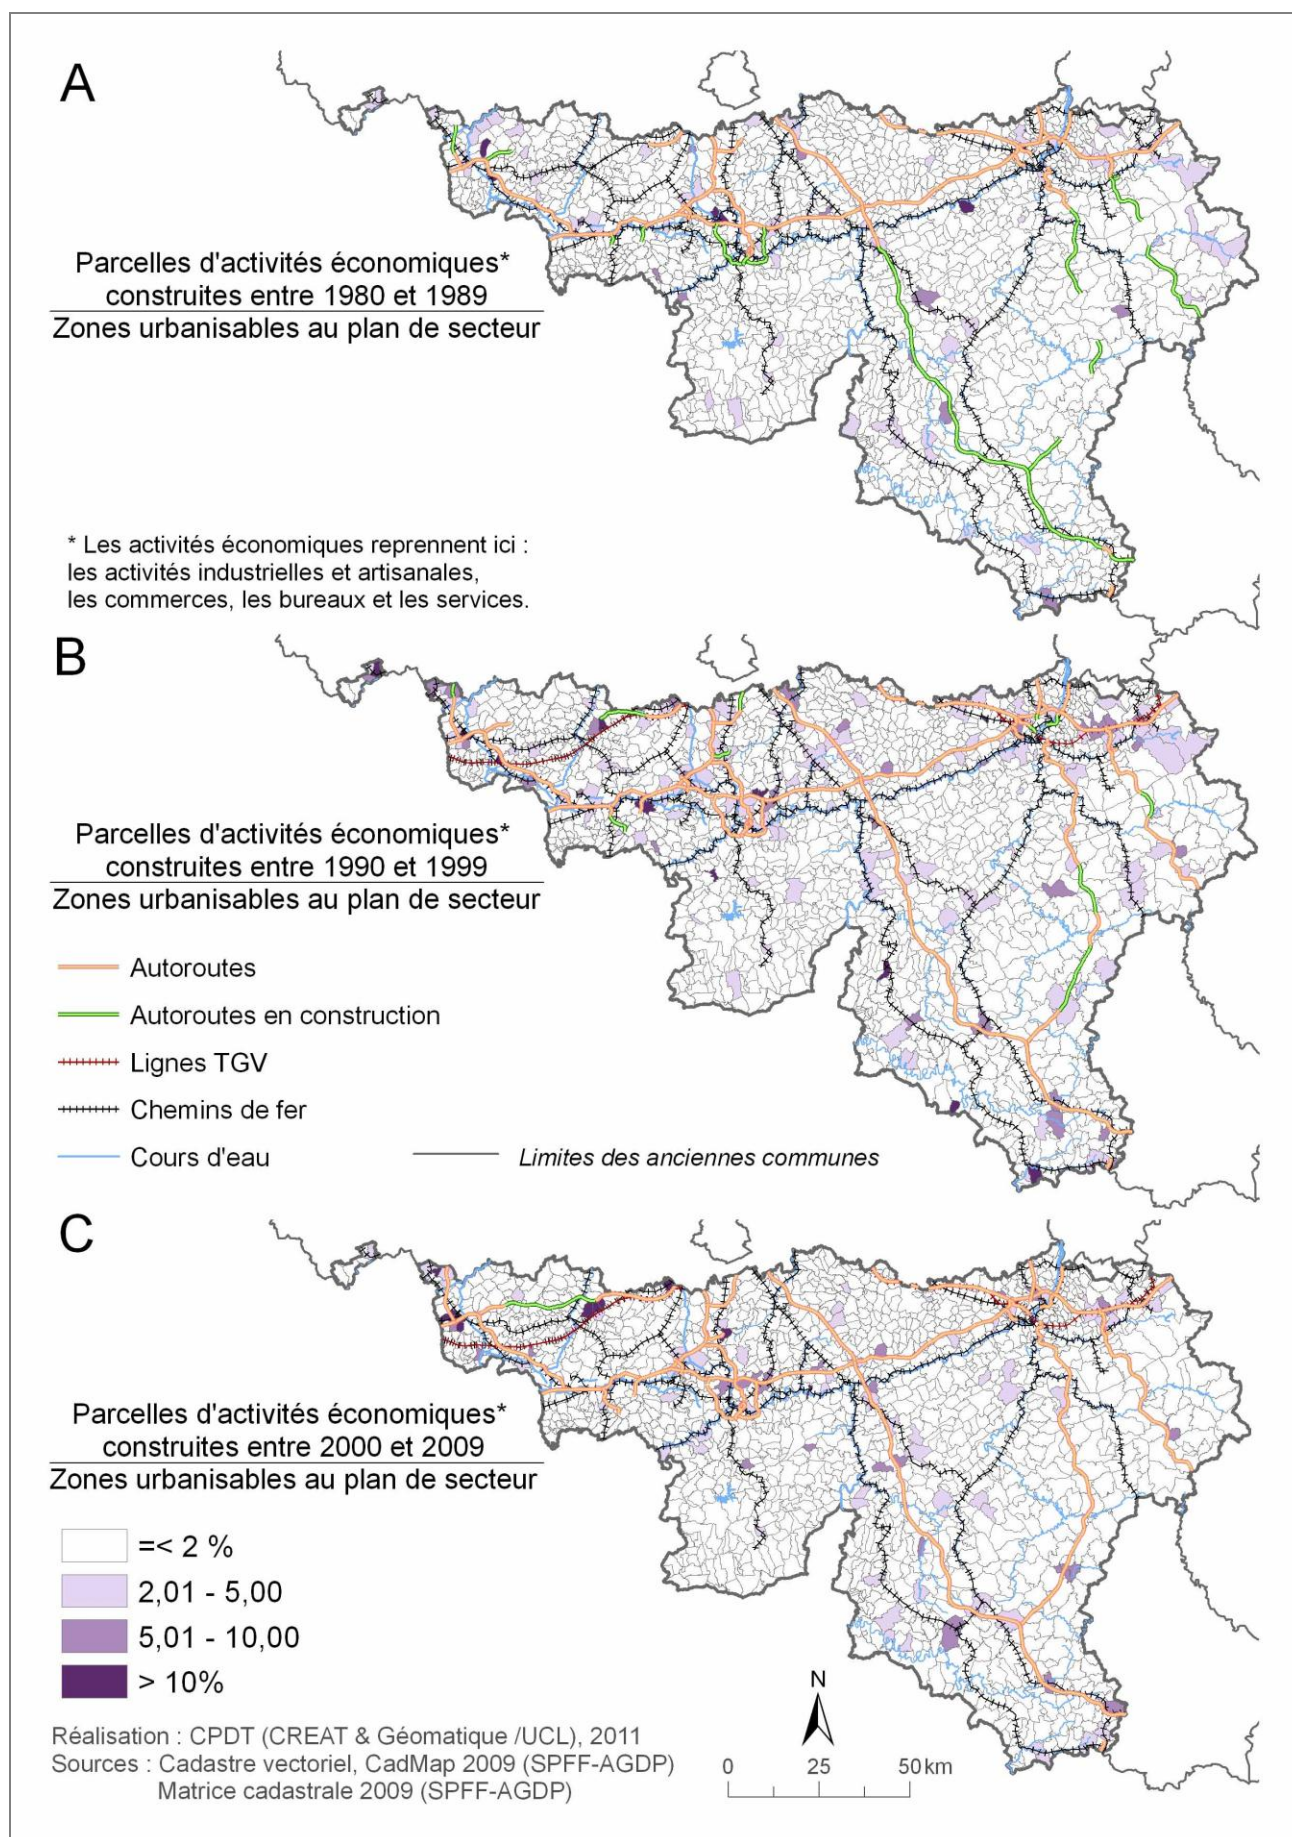 A
Parcelles d'activités économiques*
construites entre 1980 et 1989
Zones urbanisables au plan de secteur
* Les activités économiques reprennent ici :
les activités industrielles et artisanales,
les commerces, les bureaux et les services.
B
Parcelles d'activités économiques*
construites entre 1990 et 1999
Zones urbanisables au plan de secteur
Autoroutes
Autoroutes en construction
Lignes TGV
Chemins de fer
Cours d'eau
Limites des anciennes communes
C
Parcelles d'activités économiques*
construites entre 2000 et 2009
Zones urbanisables au plan de secteur
=< 2 %
2,01 - 5,00
5,01 - 10,00
> 10%
N
0 25 50 km
Réalisation : CPDT (CREAT & Géomatique /UCL), 2011
Sources : Cadastre vectoriel, CadMap 2009 (SPFF-AGDP)
Matrice cadastrale 2009 (SPFF-AGDP)